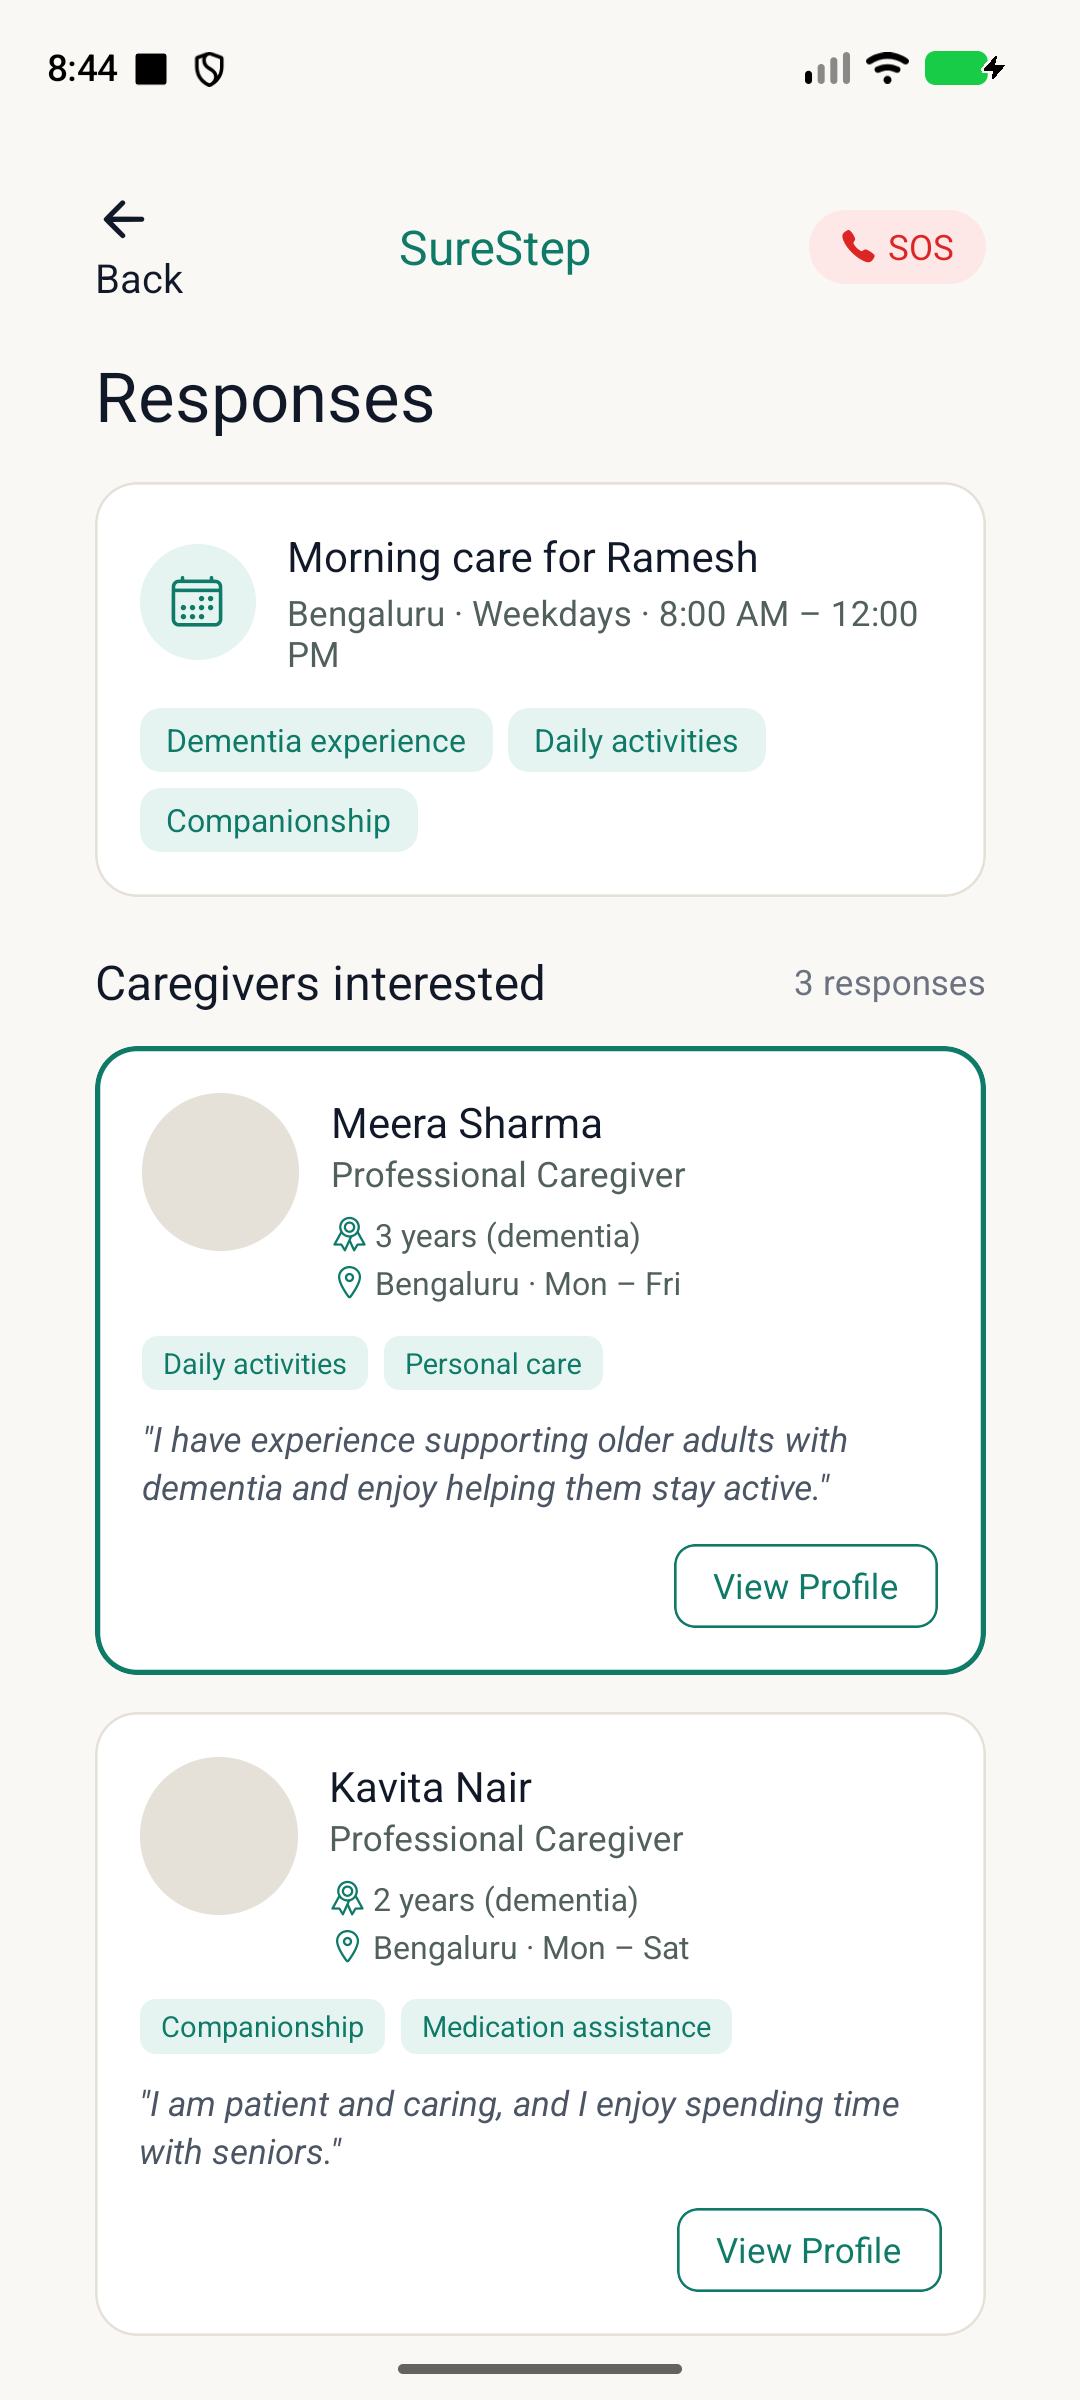 8:44
Back
SureStep
SOS
Responses
Morning care for Ramesh
Bengaluru · Weekdays · 8:00 AM – 12:00
PM
Dementia experience
Daily activities
Companionship
Caregivers interested
3 responses
Meera Sharma
Professional Caregiver
3 years (dementia)
Bengaluru · Mon – Fri
Daily activities
Personal care
"I have experience supporting older adults with
dementia and enjoy helping them stay active."
View Profile
Kavita Nair
Professional Caregiver
2 years (dementia)
Bengaluru · Mon – Sat
Companionship
Medication assistance
"I am patient and caring, and I enjoy spending time
with seniors."
View Profile